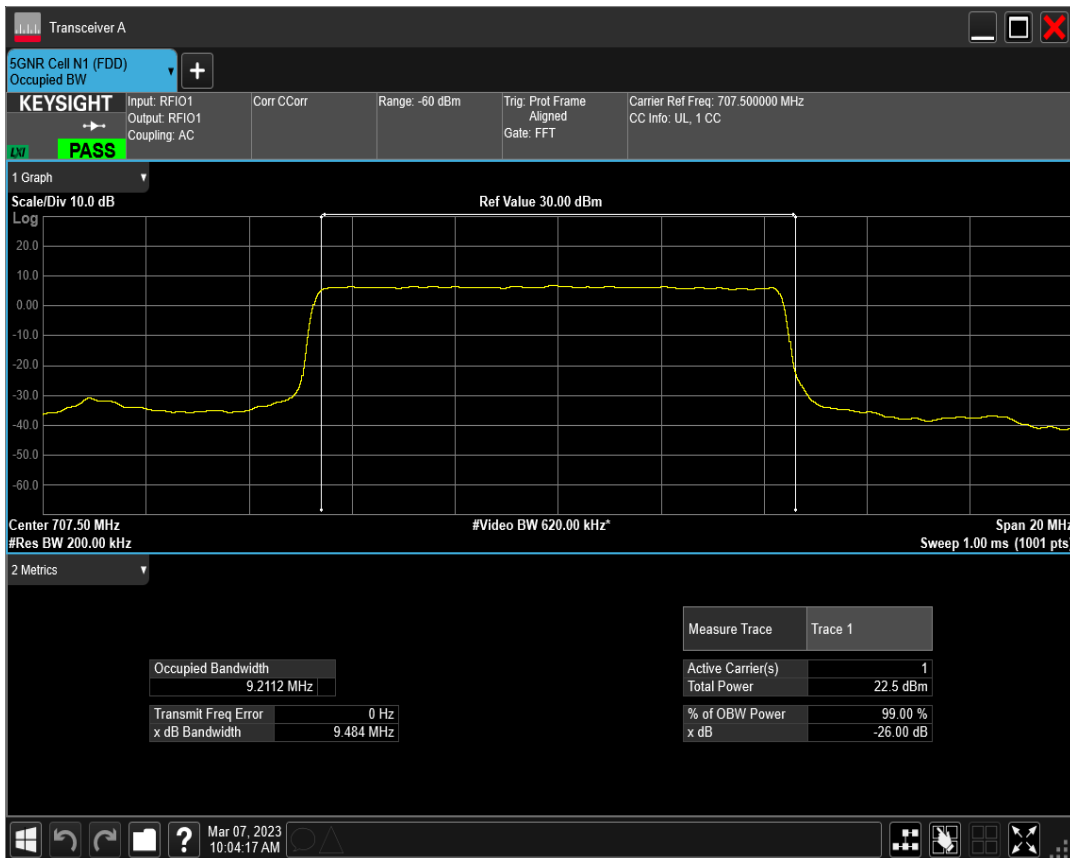 Transceiver A
5GNR Cell N1 (FDD)
Occupied BW
KEYSIGHT
LXI
PASS
Input: RFIO1
Output: RFIO1
Coupling: AC
Corr CCorr
Range: -60 dBm
Trig: Prot Frame
Aligned
Gate: FFT
Carrier Ref Freq: 707.500000 MHz
CC Info: UL, 1 CC
1 Graph
Scale/Div 10.0 dB
Ref Value 30.00 dBm
Log
20.0
10.0
0.00
-10.0
-20.0
-30.0
-40.0
-50.0
-60.0
Center 707.50 MHz
#Video BW 620.00 kHz*
Span 20 MHz
#Res BW 200.00 kHz
Sweep 1.00 ms (1001 pts)
2 Metrics
Measure Trace Trace 1
Occupied Bandwidth
9.2112 MHz
Active Carrier(s) 1
Total Power 22.5 dBm
Transmit Freq Error 0 Hz
x dB Bandwidth 9.484 MHz
% of OBW Power 99.00 %
x dB -26.00 dB
?
Mar 07, 2023
10:04:17 AM